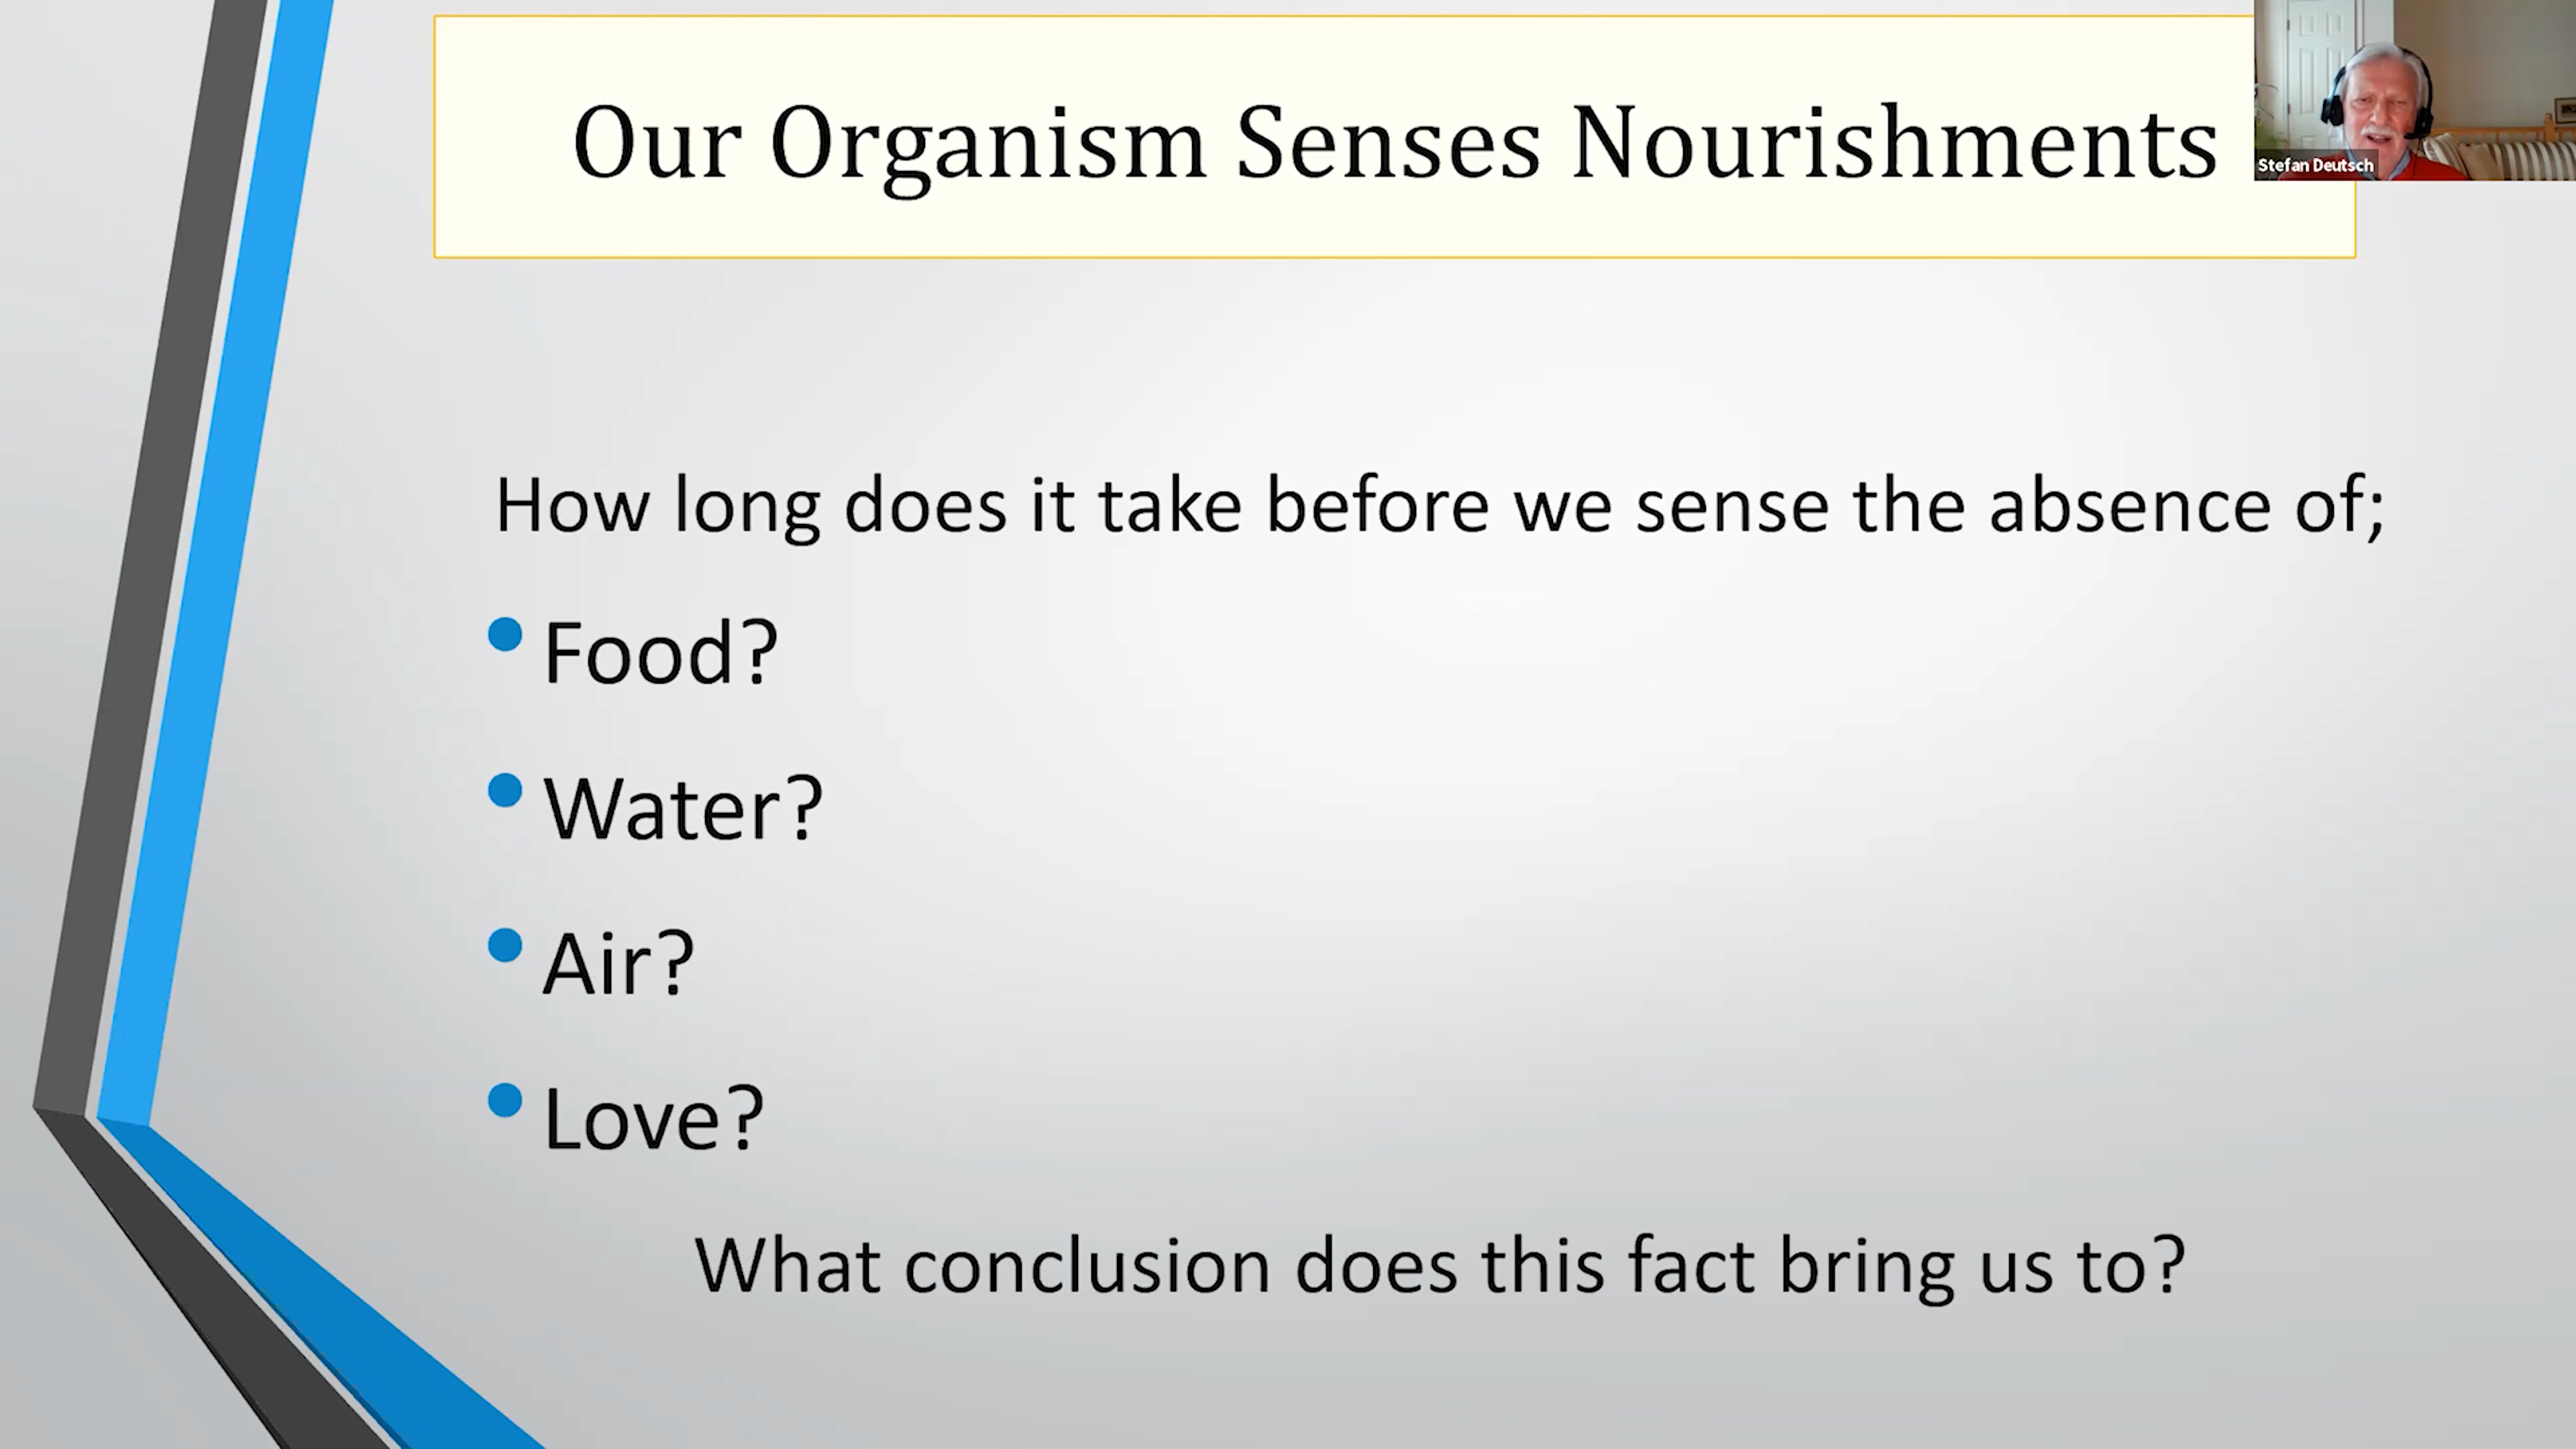 Our Organism Senses Nourishments
Stefan Deutsch
How long does it take before we sense the absence of;
• Food?
• Water?
• Air?
• Love?
What conclusion does this fact bring us to?